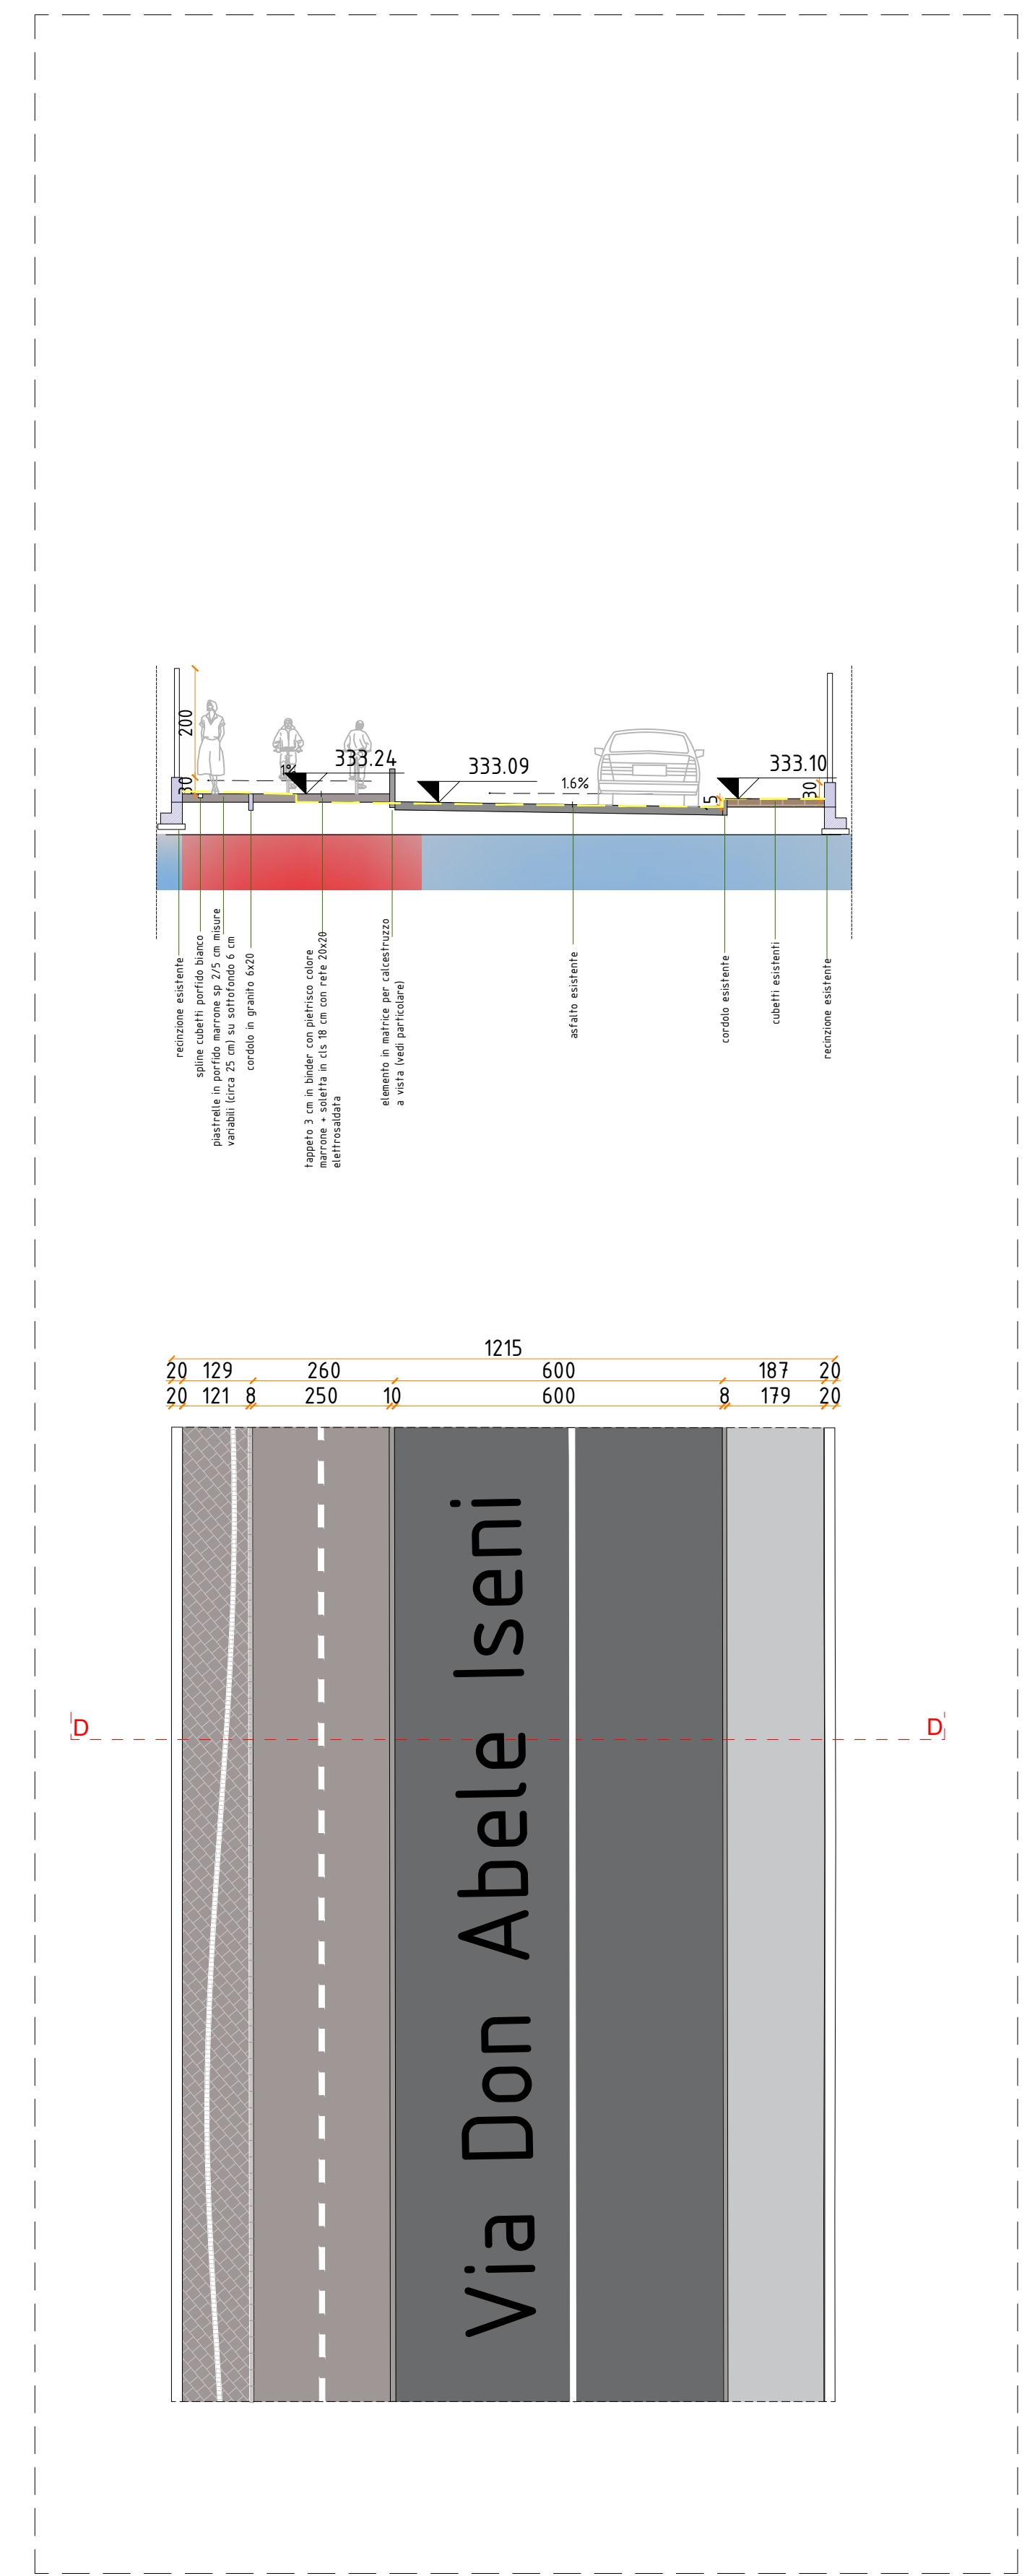 200
30
1%
333.24
333.09
1.6%
15
333.10
30
recinzione esistente
spline cubetti porfido bianco
piastrelle in porfido marrone sp 2/5 cm misure
variabili (circa 25 cm) su sottofondo 6 cm
cordolo in granito 6x20
tappeto 3 cm in binder con pietrisco colore
marrone + soletta in cls 18 cm con rete 20x20
elettrosaldata
elemento in matrice per calcestruzzo
a vista (vedi particolare)
asfalto esistente
cordolo esistente
cubetti esistenti
recinzione esistente
1215
20 129 260 600 187 20
20 121 8 250 10 600 8 179 20
Via Don Abele Iseni
D D'